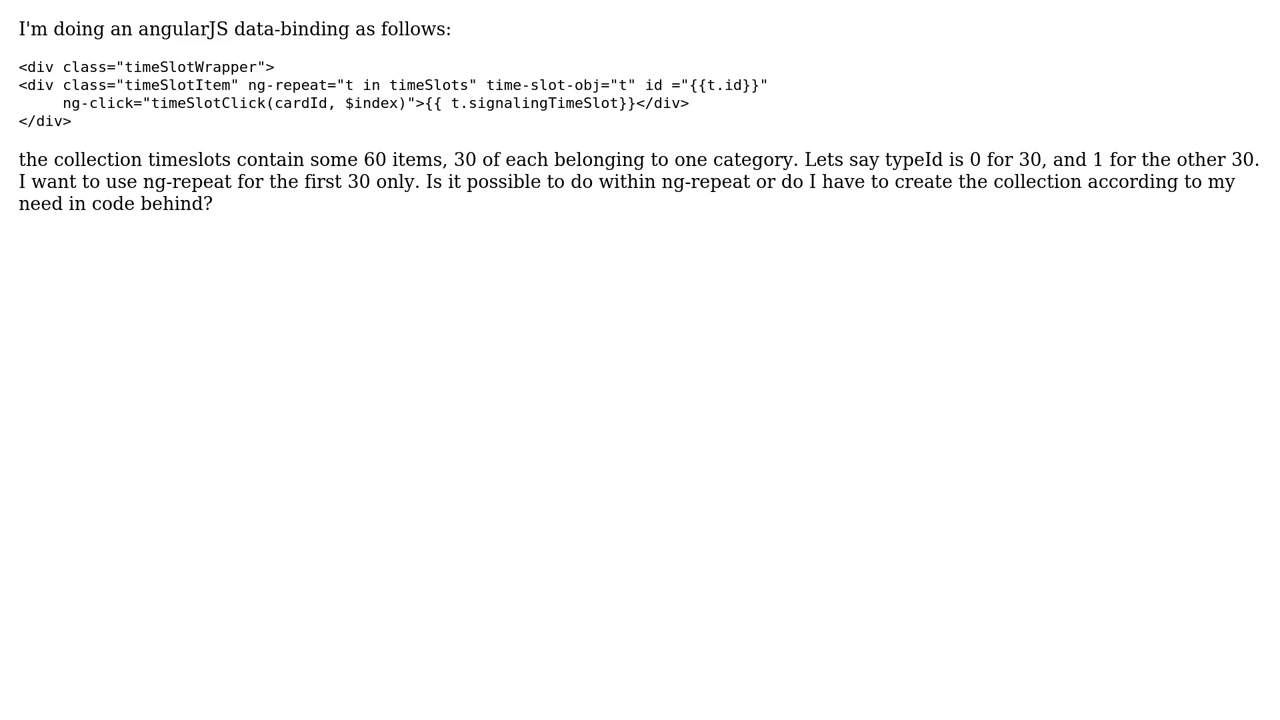 I'm doing an angularJS data-binding as follows:
<div class="timeSlotWrapper">
<div class="timeSlotItem" ng-repeat="t in timeSlots" time-slot-obj="t" id ="{{t.id}}"
     ng-click="timeSlotClick(cardId, $index)">{{ t.signalingTimeSlot}}</div>
</div>
the collection timeslots contain some 60 items, 30 of each belonging to one category. Lets say typeId is 0 for 30, and 1 for the other 30.
I want to use ng-repeat for the first 30 only. Is it possible to do within ng-repeat or do I have to create the collection according to my
need in code behind?